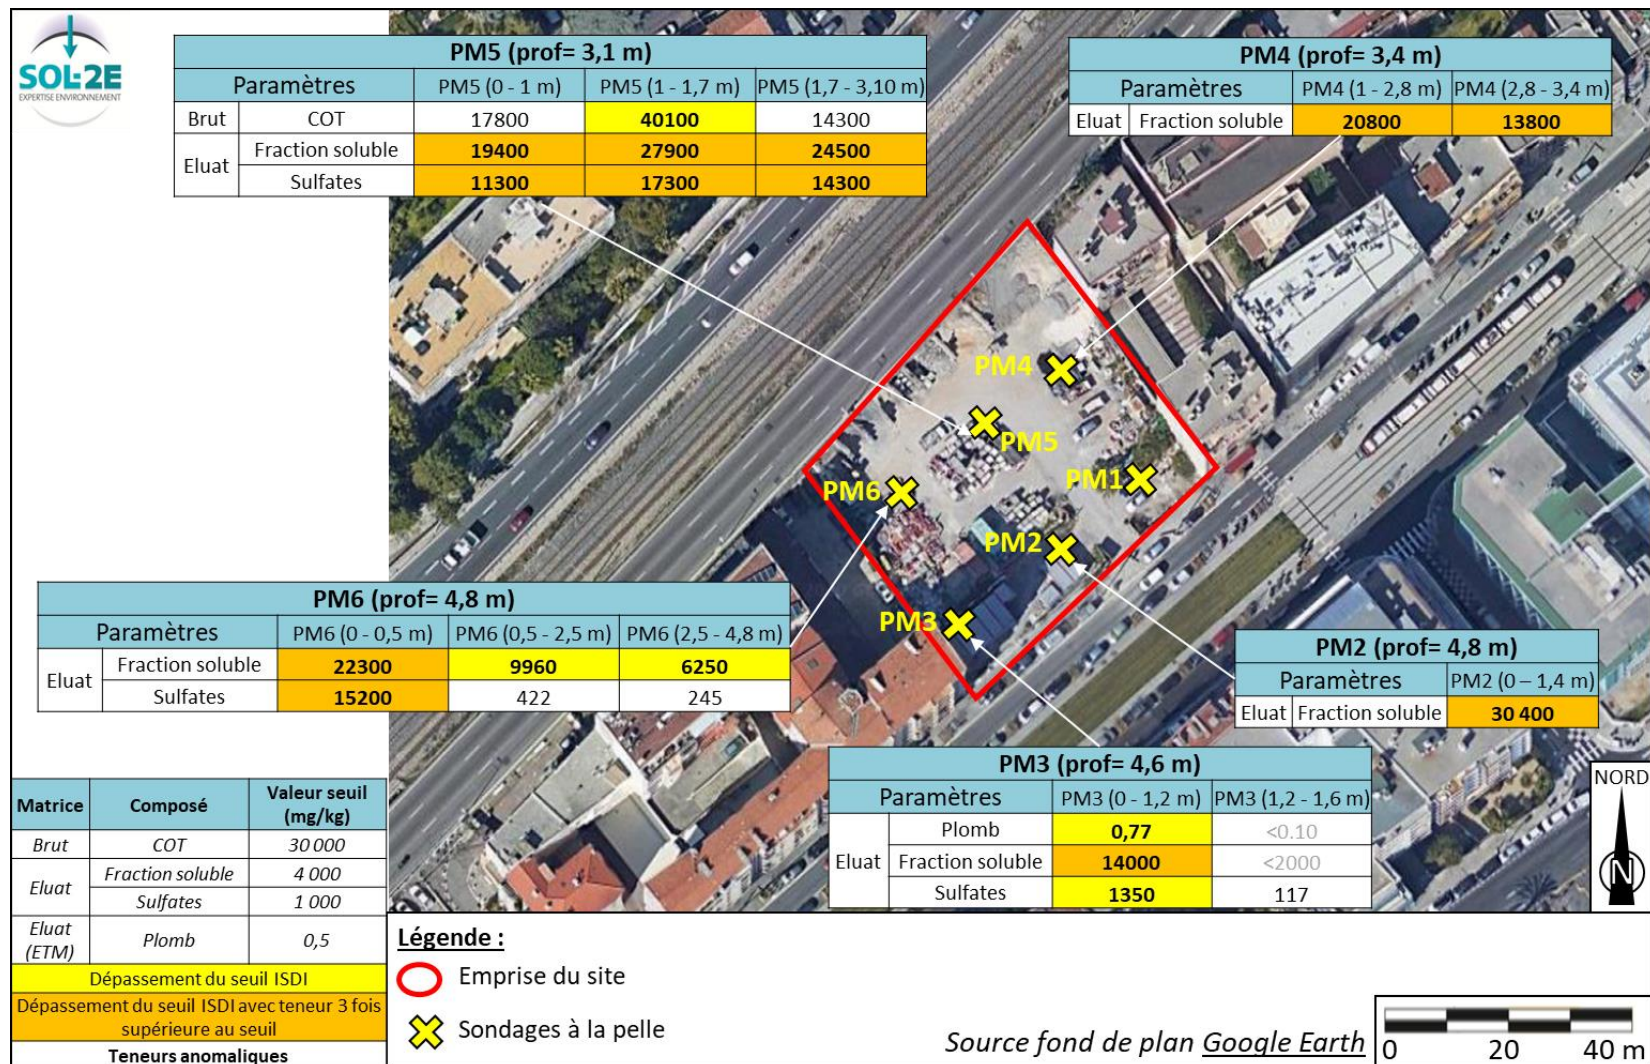 SOL-2E
EXPERTISE ENVIRONNEMENT
PM5 (prof= 3,1 m)
Paramètres PM5 (0 - 1 m) PM5 (1 - 1,7 m) PM5 (1,7 - 3,10 m)
Brut COT 17800 40100 14300
Eluat Fraction soluble 19400 27900 24500
Sulfates 11300 17300 14300
PM4 (prof= 3,4 m)
Paramètres PM4 (1 - 2,8 m) PM4 (2,8 - 3,4 m)
Eluat Fraction soluble 20800 13800
PM4
PM5
PM1
PM6
PM2
PM3
PM6 (prof= 4,8 m)
Paramètres PM6 (0 - 0,5 m) PM6 (0,5 - 2,5 m) PM6 (2,5 - 4,8 m)
Eluat Fraction soluble 22300 9960 6250
Sulfates 15200 422 245
PM2 (prof= 4,8 m)
Paramètres PM2 (0 – 1,4 m)
Eluat Fraction soluble 30 400
PM3 (prof= 4,6 m)
Paramètres PM3 (0 - 1,2 m) PM3 (1,2 - 1,6 m)
Eluat Plomb 0,77 <0.10
Fraction soluble 14000 <2000
Sulfates 1350 117
NORD
N
Matrice Composé Valeur seuil
(mg/kg)
Brut COT 30 000
Eluat Fraction soluble 4 000
Sulfates 1 000
Eluat
(ETM) Plomb 0,5
Dépassement du seuil ISDI
Dépassement du seuil ISDI avec teneur 3 fois
supérieure au seuil
Teneurs anomaliques
Légende :
Emprise du site
Sondages à la pelle
Source fond de plan Google Earth
0 20 40 m